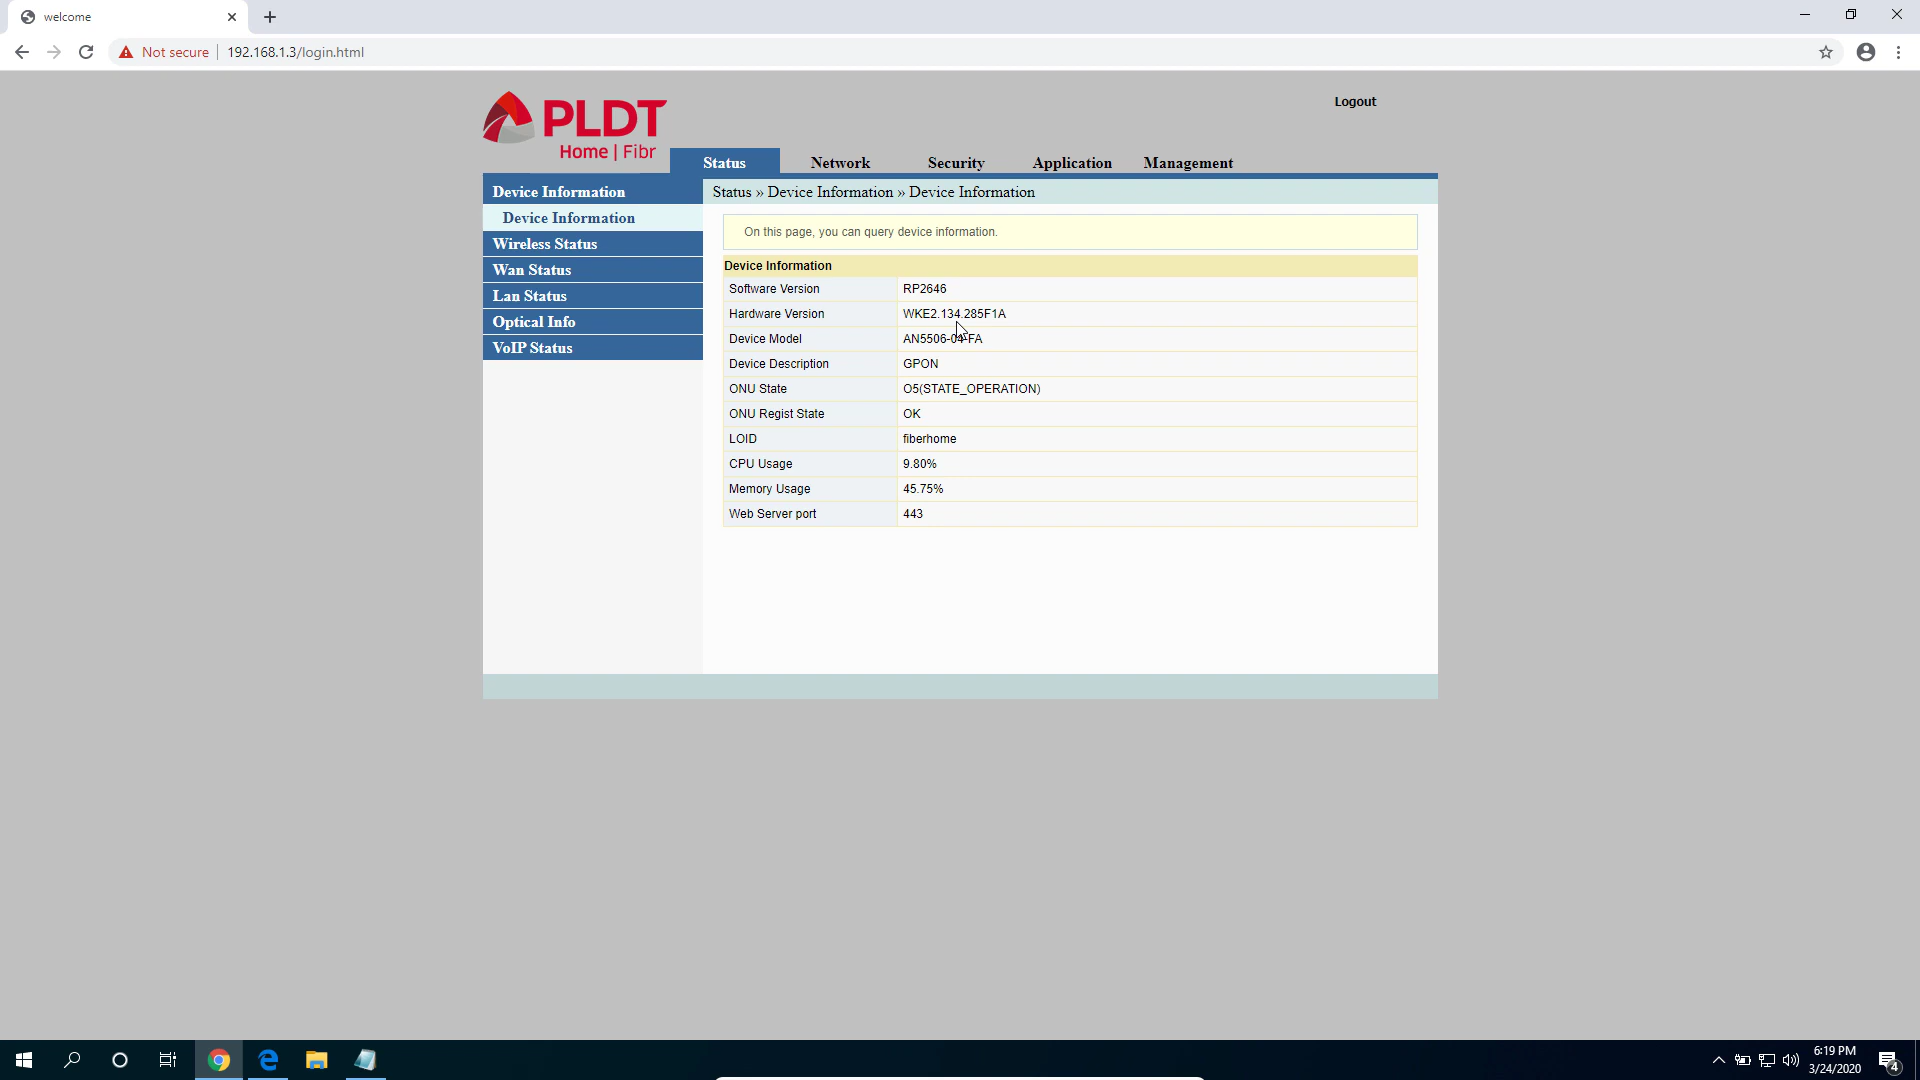 welcome
Not secure
192.168.1.3/login.html
PLDT
Home | Fibr
Logout
Status
Network
Security
Application
Management
Device Information
Device Information
Wireless Status
Wan Status
Lan Status
Optical Info
VoIP Status
Status » Device Information » Device Information
On this page, you can query device information.
Device Information
Software Version RP2646
Hardware Version WKE2.134.285F1A
Device Model AN5506-04-FA
Device Description GPON
ONU State O5(STATE_OPERATION)
ONU Regist State OK
LOID fiberhome
CPU Usage 9.80%
Memory Usage 45.75%
Web Server port 443
6:19 PM
3/24/2020
4